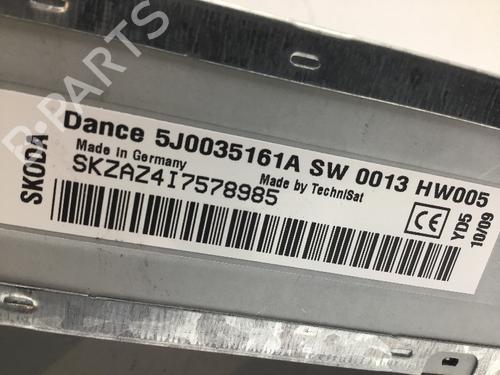 B-PARTS
SKODA
Dance 5J0035161A SW 0013 HW005
Made in Germany
Made by TechniSat
SKZAZ4I7578985
CE
YD5
10/09